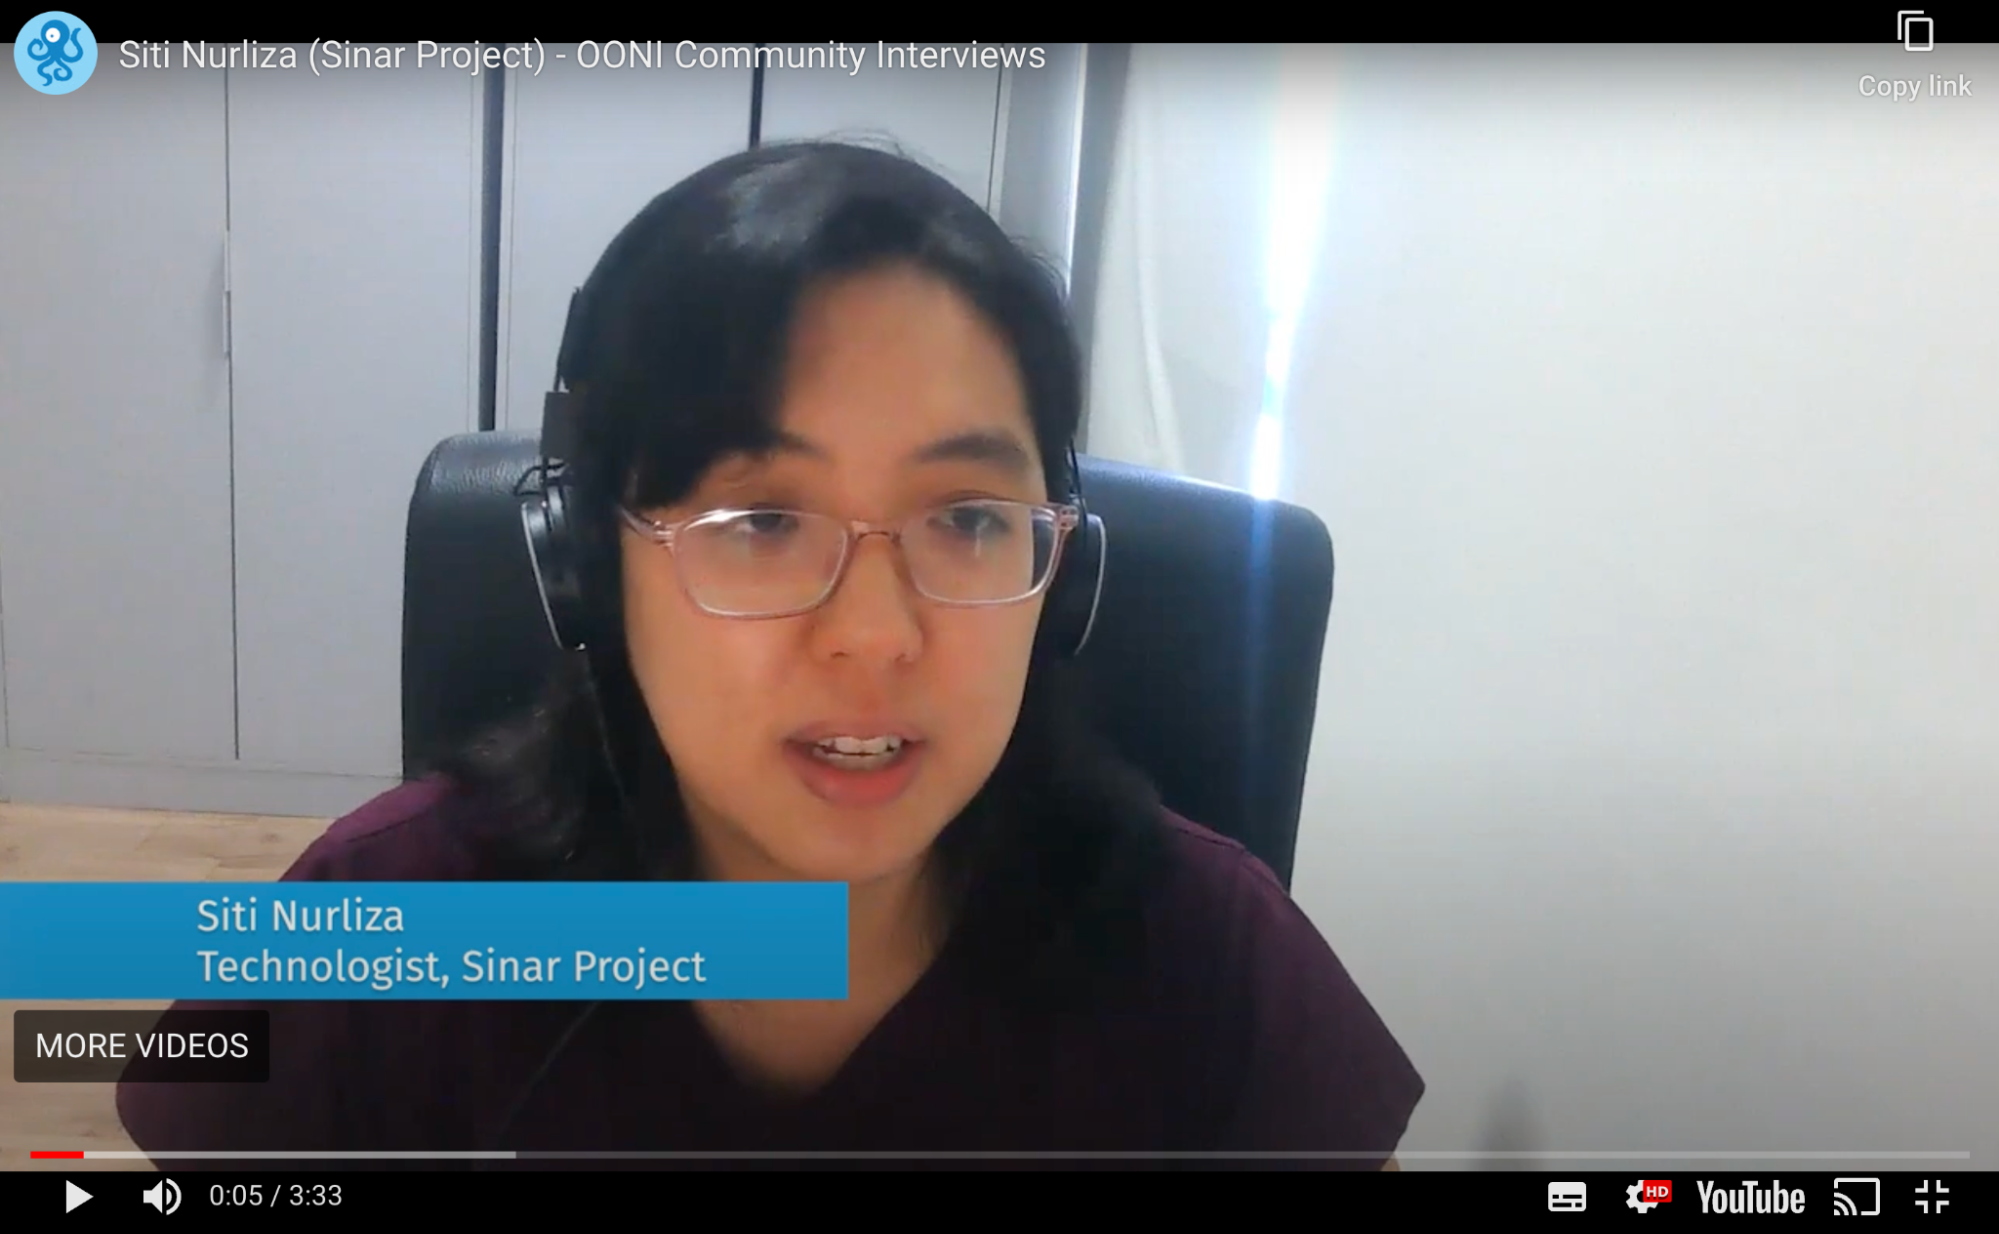 Siti Nurliza (Sinar Project) - OONI Community Interviews
Copy link
Siti Nurliza
Technologist, Sinar Project
MORE VIDEOS
0:05 / 3:33
HD
YouTube